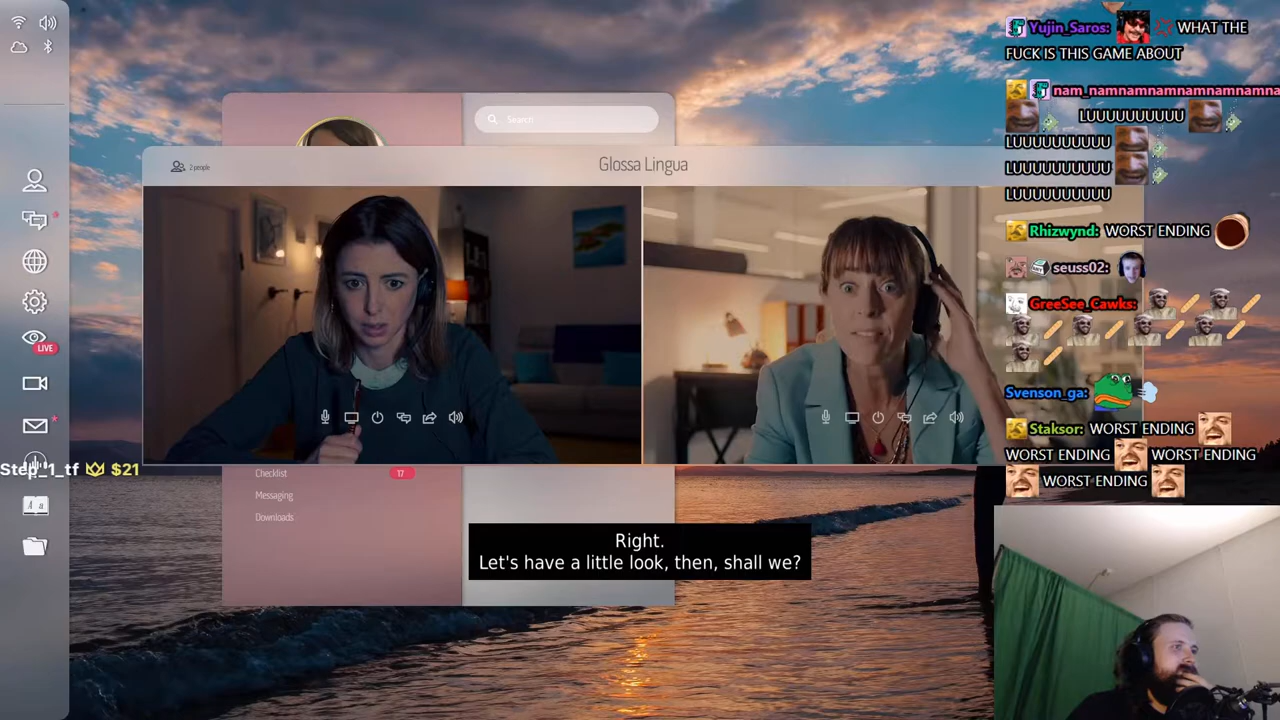 Yujin_Saros: WHAT THE
FUCK IS THIS GAME ABOUT
nam_namnamnamnamnamna
LUUUUUUUUUU
LUUUUUUUUUU
LUUUUUUUUUU
LUUUUUUUUUU
Rhizwynd: WORST ENDING
seuss02:
GreeSee_Cawks:
Svenson_ga:
Staksor: WORST ENDING
WORST ENDING WORST ENDING
WORST ENDING
Search
2 people
Glossa Lingua
LIVE
Step_1_tf $21
Checklist 17
Messaging
Downloads
A a
Right.
Let's have a little look, then, shall we?